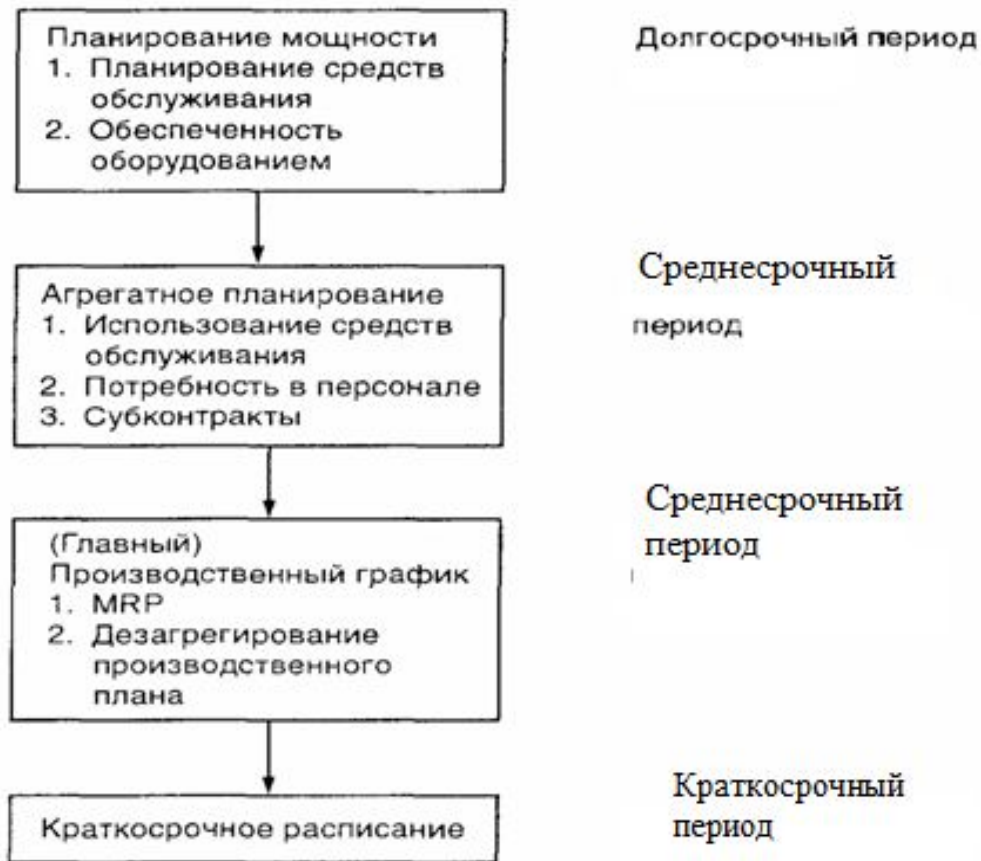 Планирование мощности
1. Планирование средств
обслуживания
2. Обеспеченность
оборудованием
Долгосрочный период
Агрегатное планирование
1. Использование средств
обслуживания
2. Потребность в персонале
3. Субконтракты
Среднесрочный
период
(Главный)
Производственный график
1. MRP
2. Дезагрегирование
производственного
плана
Среднесрочный
период
Краткосрочное расписание
Краткосрочный
период